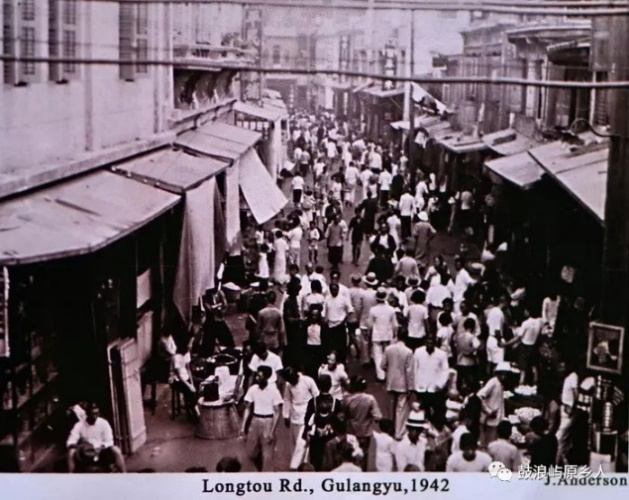 鼓浪屿原乡人
Longtou Rd., Gulangyu,1942
J.Anderson